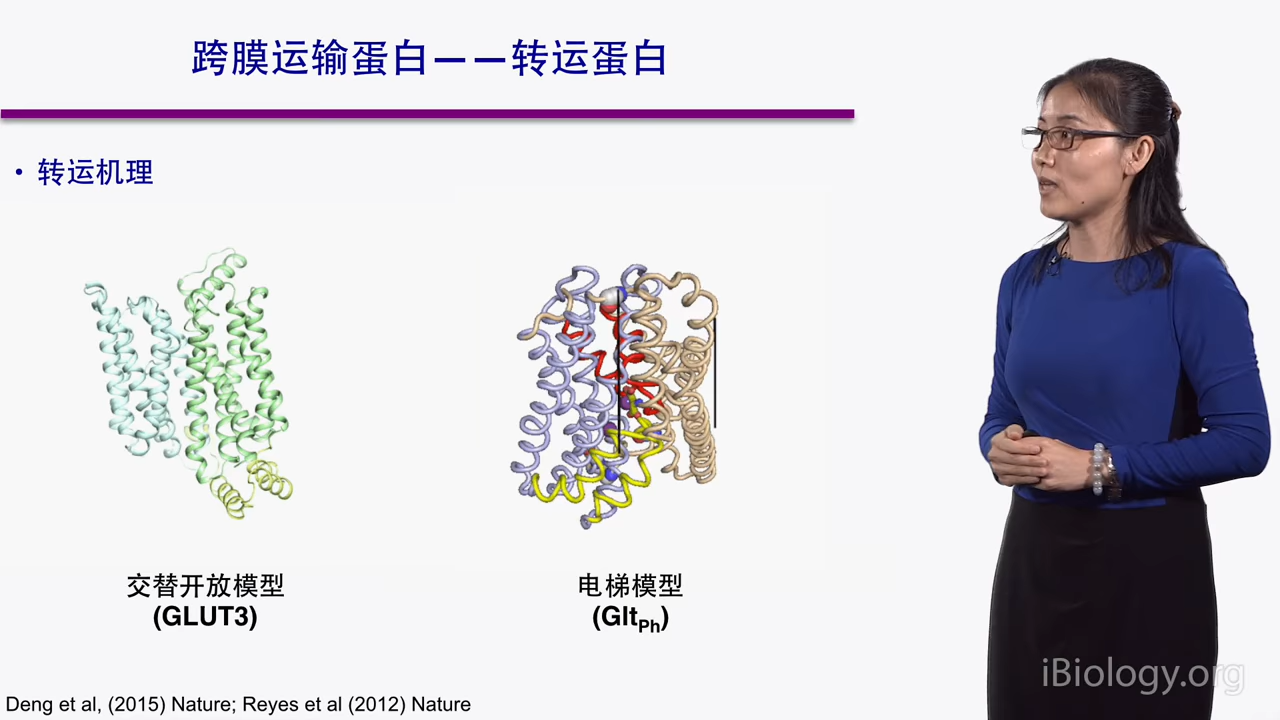 跨膜运输蛋白——转运蛋白
• 转运机理
交替开放模型
(GLUT3)
电梯模型
(GltPh)
Deng et al, (2015) Nature; Reyes et al (2012) Nature
iBiology.org